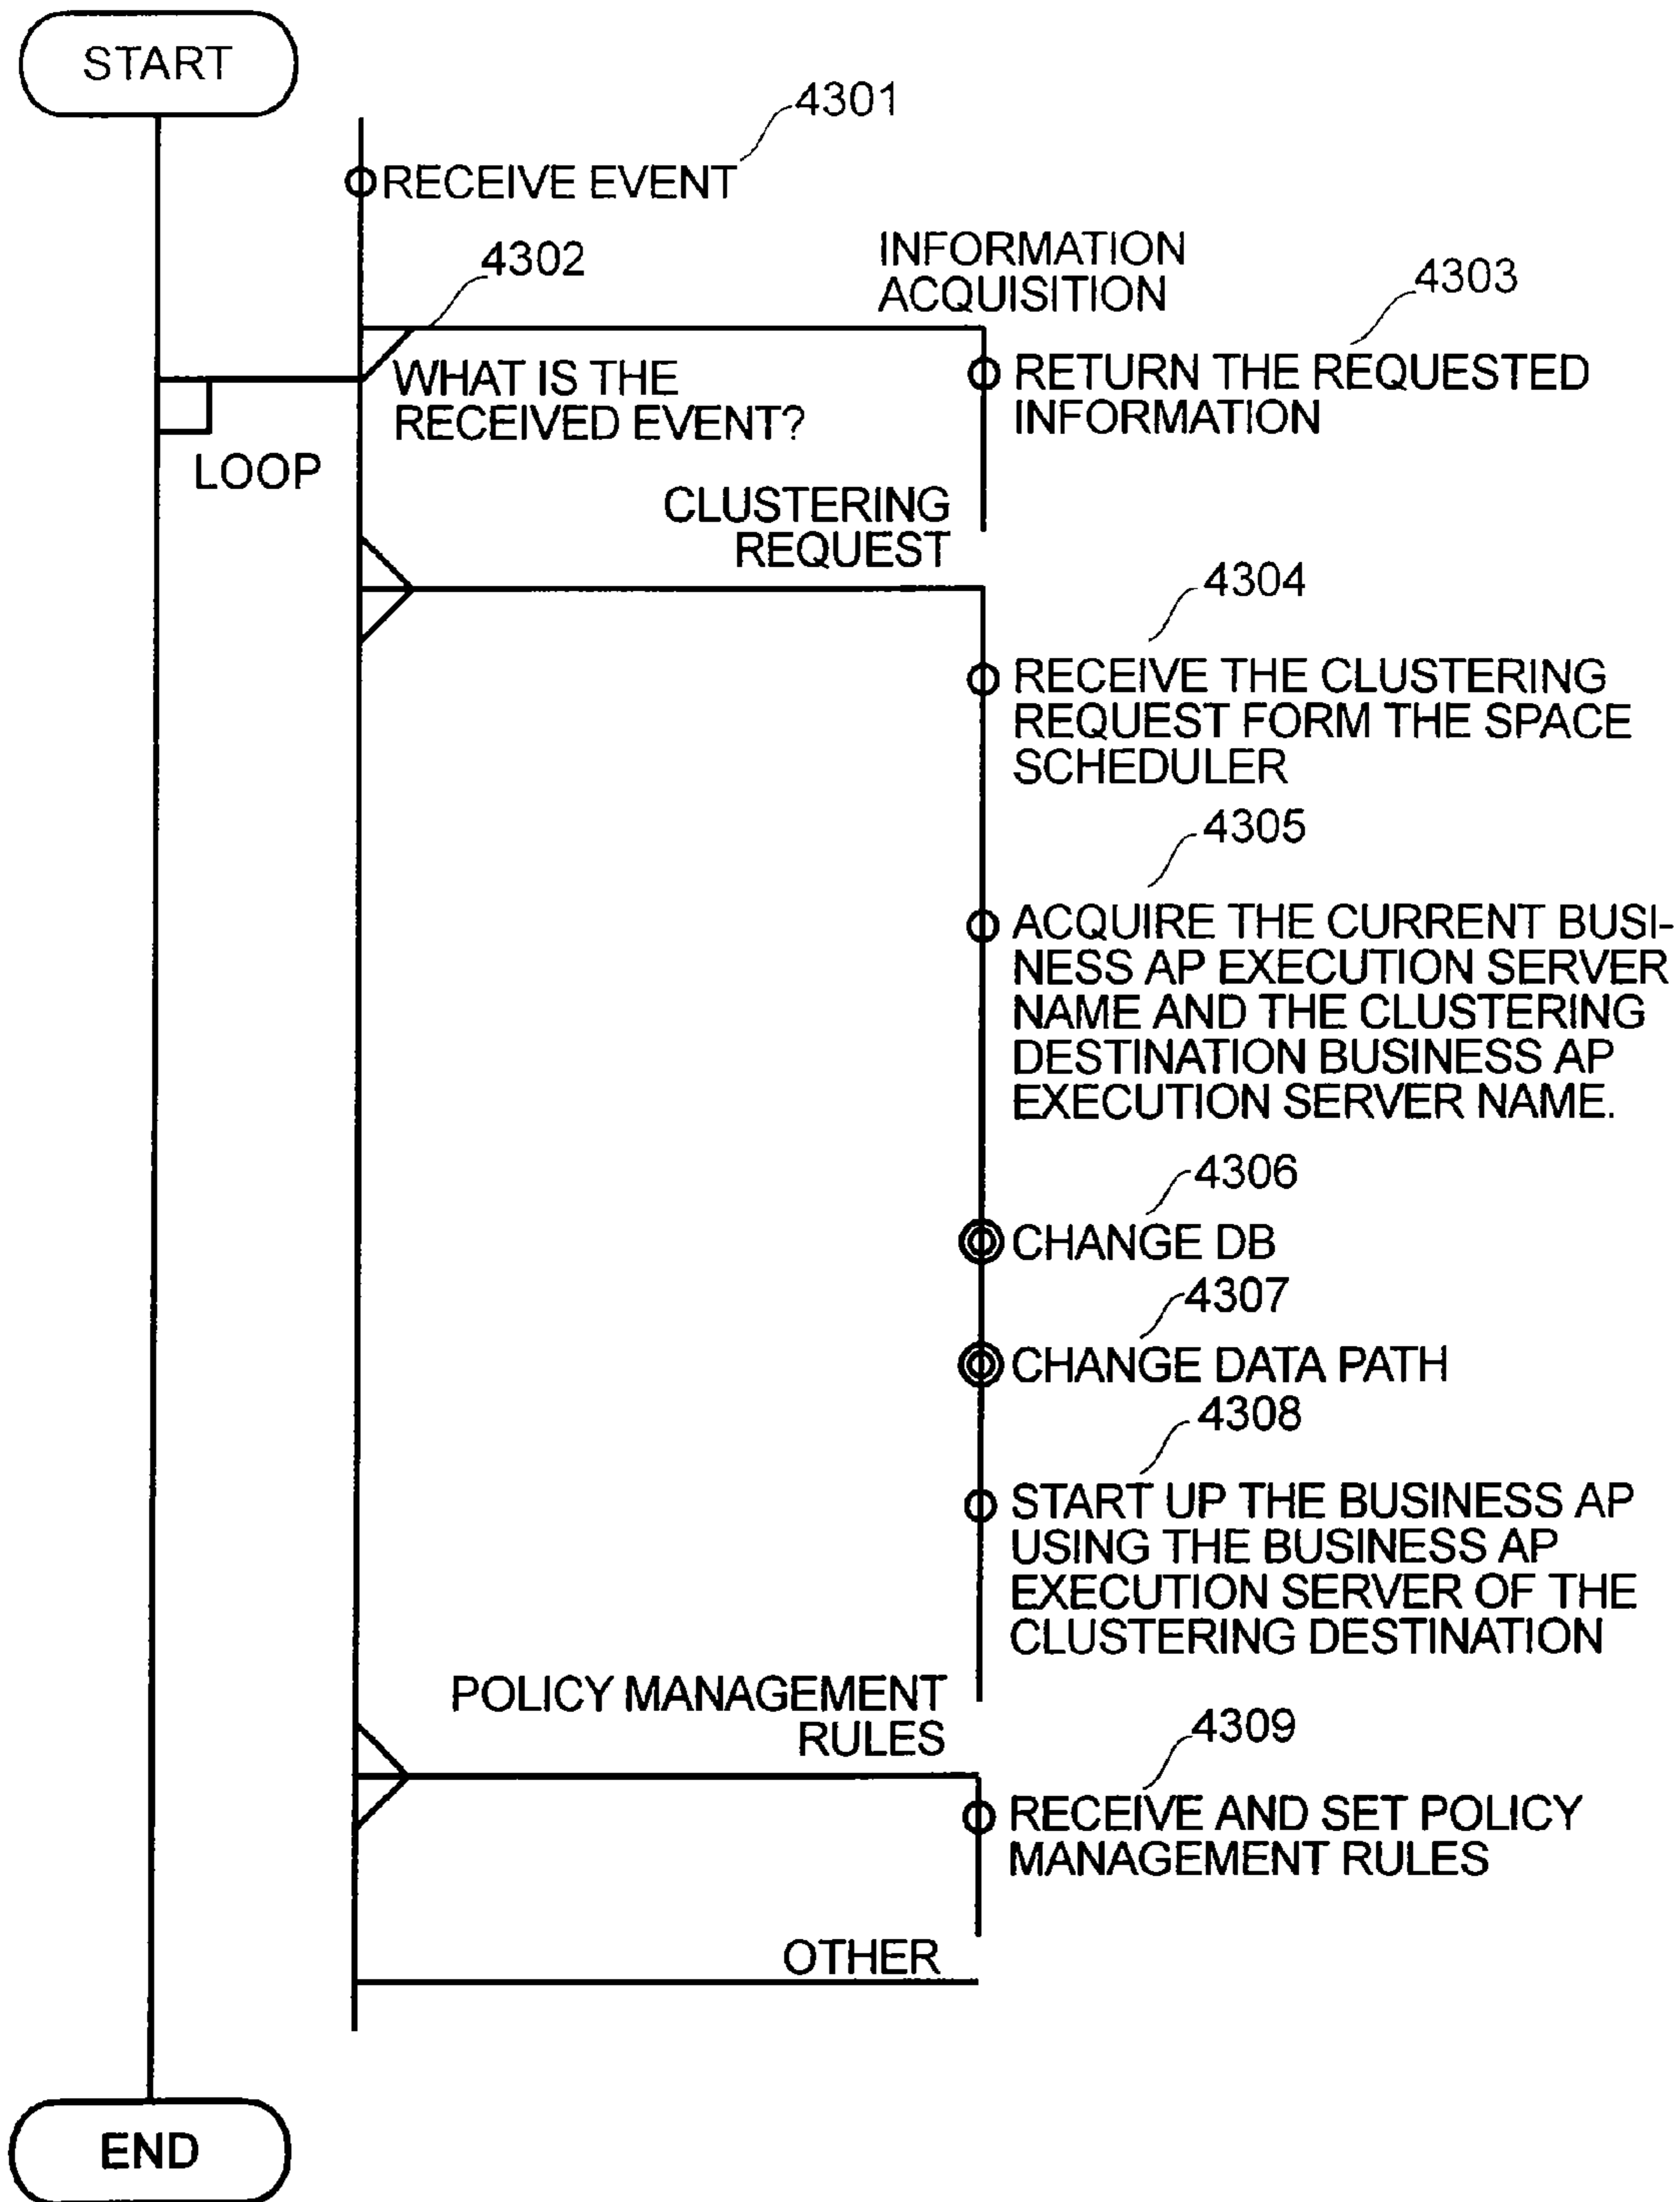 START
4301
RECEIVE EVENT
4302
INFORMATION
ACQUISITION
4303
WHAT IS THE
RECEIVED EVENT?
RETURN THE REQUESTED
INFORMATION
LOOP
CLUSTERING
REQUEST
4304
RECEIVE THE CLUSTERING
REQUEST FORM THE SPACE
SCHEDULER
4305
ACQUIRE THE CURRENT BUSI-
NESS AP EXECUTION SERVER
NAME AND THE CLUSTERING
DESTINATION BUSINESS AP
EXECUTION SERVER NAME.
4306
CHANGE DB
4307
CHANGE DATA PATH
4308
START UP THE BUSINESS AP
USING THE BUSINESS AP
EXECUTION SERVER OF THE
CLUSTERING DESTINATION
POLICY MANAGEMENT
RULES
4309
RECEIVE AND SET POLICY
MANAGEMENT RULES
OTHER
END